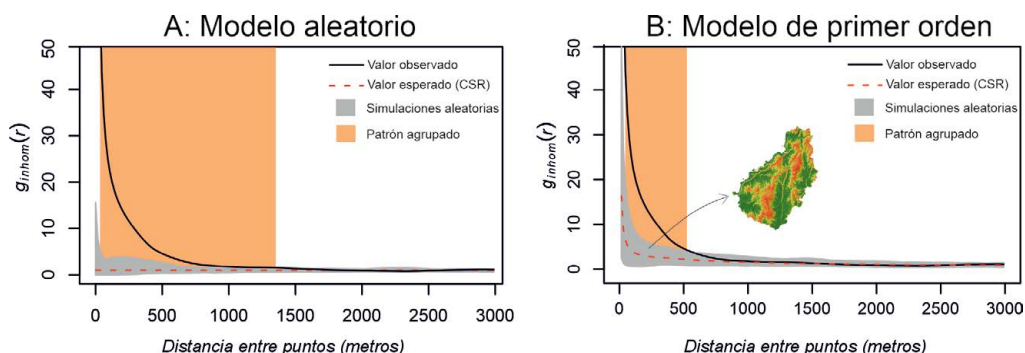 A: Modelo aleatorio
50
40
30
20
10
0
g_inhom(r)
Valor observado
Valor esperado (CSR)
Simulaciones aleatorias
Patrón agrupado
0 500 1000 1500 2000 2500 3000
Distancia entre puntos (metros)
B: Modelo de primer orden
50
40
30
20
10
0
g_inhom(r)
Valor observado
Valor esperado (CSR)
Simulaciones aleatorias
Patrón agrupado
0 500 1000 1500 2000 2500 3000
Distancia entre puntos (metros)